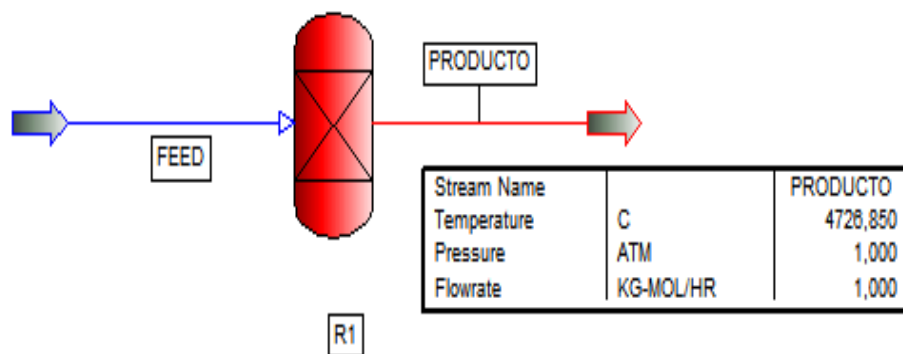 PRODUCTO
FEED
Stream Name PRODUCTO
Temperature C 4726,850
Pressure ATM 1,000
Flowrate KG-MOL/HR 1,000
R1